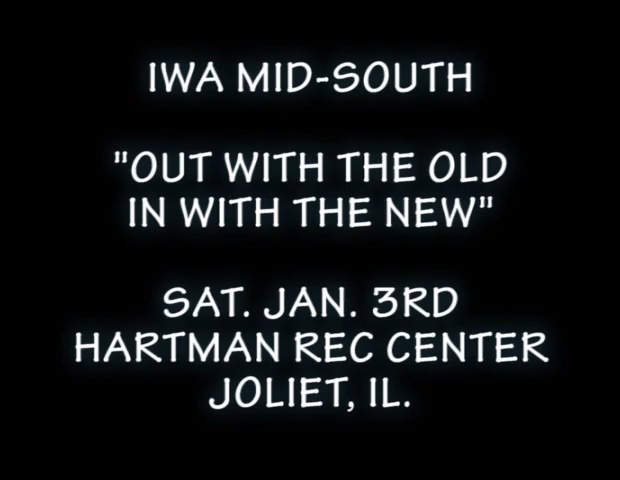 IWA MID-SOUTH
"OUT WITH THE OLD
IN WITH THE NEW"
SAT. JAN. 3RD
HARTMAN REC CENTER
JOLIET, IL.